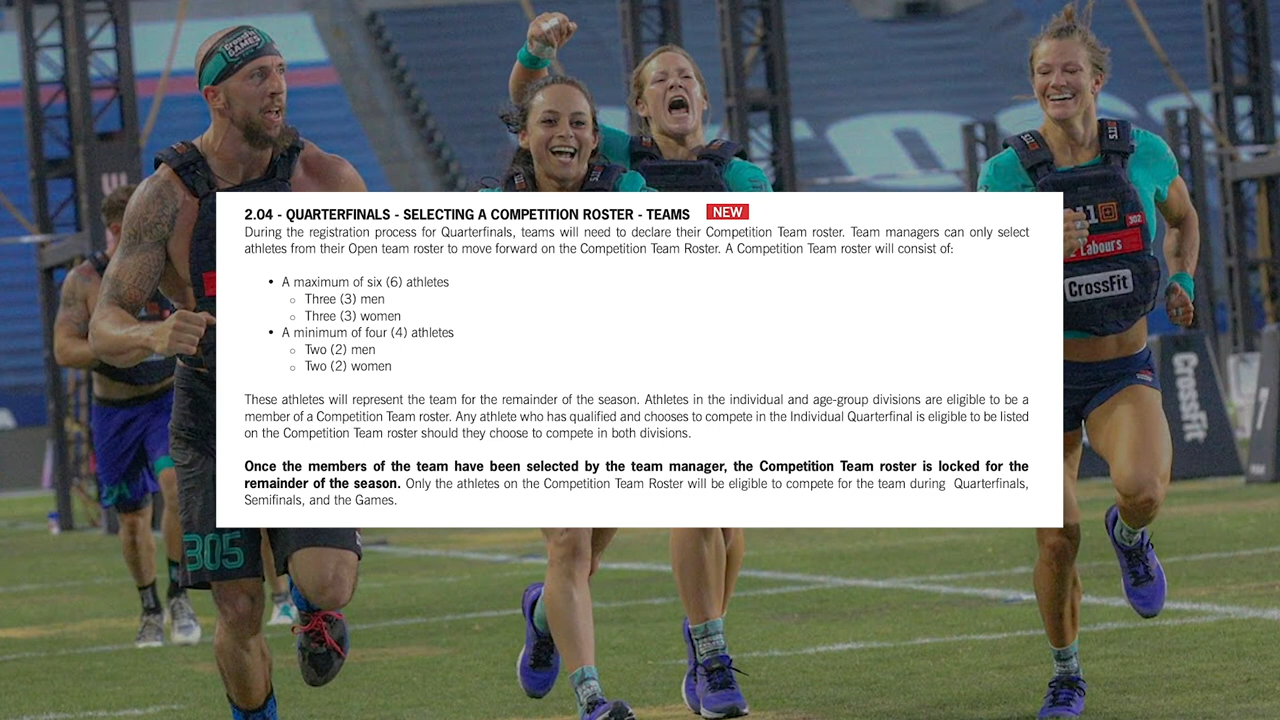 CrossFit
GAMES
2.04 - QUARTERFINALS - SELECTING A COMPETITION ROSTER - TEAMS NEW
During the registration process for Quarterfinals, teams will need to declare their Competition Team roster. Team managers can only select
athletes from their Open team roster to move forward on the Competition Team Roster. A Competition Team roster will consist of:
• A maximum of six (6) athletes
○ Three (3) men
○ Three (3) women
• A minimum of four (4) athletes
○ Two (2) men
○ Two (2) women
These athletes will represent the team for the remainder of the season. Athletes in the individual and age-group divisions are eligible to be a
member of a Competition Team roster. Any athlete who has qualified and chooses to compete in the Individual Quarterfinal is eligible to be listed
on the Competition Team roster should they choose to compete in both divisions.
Once the members of the team have been selected by the team manager, the Competition Team roster is locked for the
remainder of the season. Only the athletes on the Competition Team Roster will be eligible to compete for the team during Quarterfinals,
Semifinals, and the Games.
5.11
302
Labours
CrossFit
CrossFit
7
305